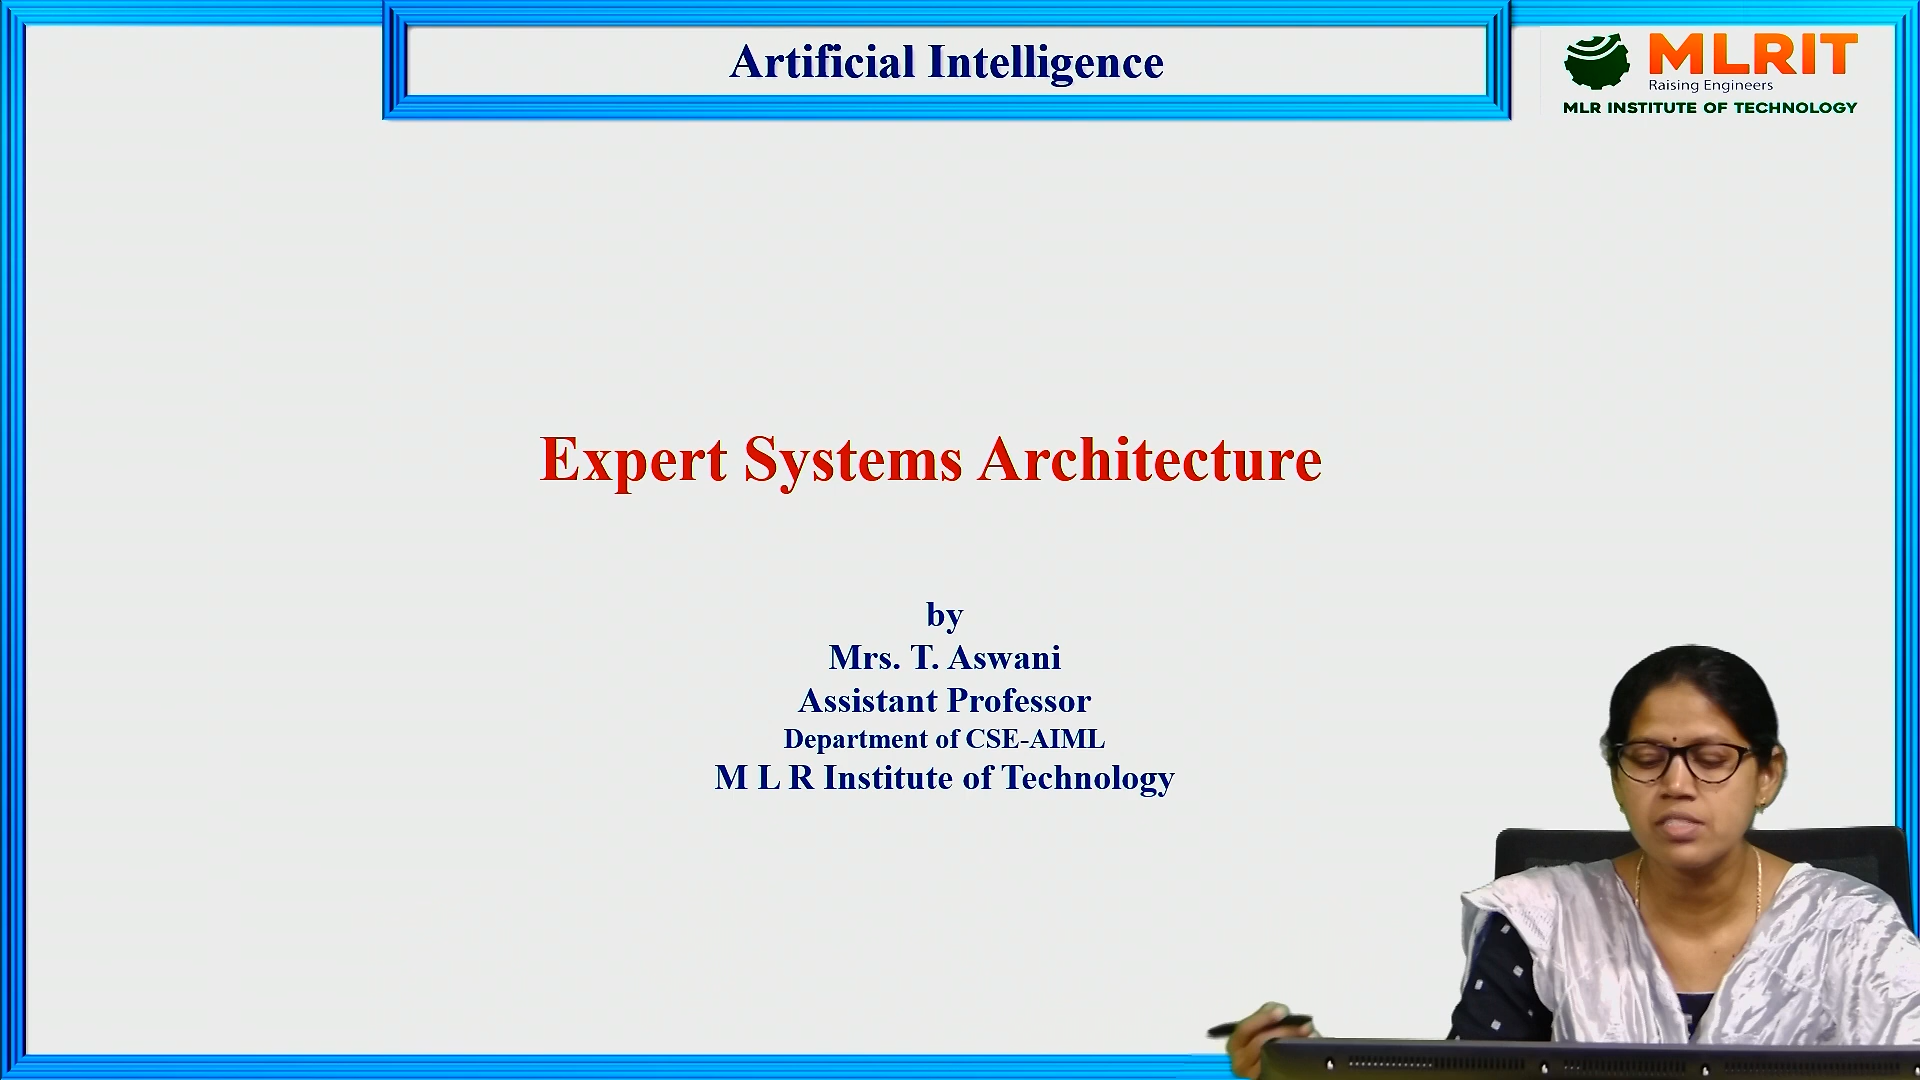 Artificial Intelligence
MLRIT
Raising Engineers
MLR INSTITUTE OF TECHNOLOGY
Expert Systems Architecture
by
Mrs. T. Aswani
Assistant Professor
Department of CSE-AIML
M L R Institute of Technology